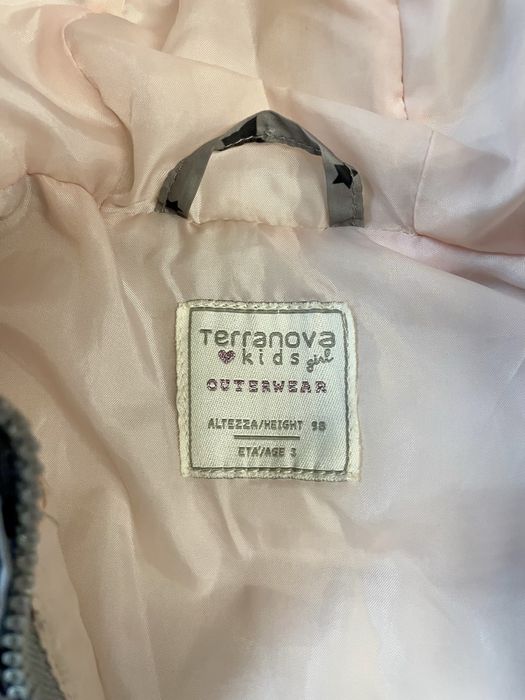 Terranova
kids girl
OUTERWEAR
ALTEZZA/HEIGHT 98
ETA'/AGE 3